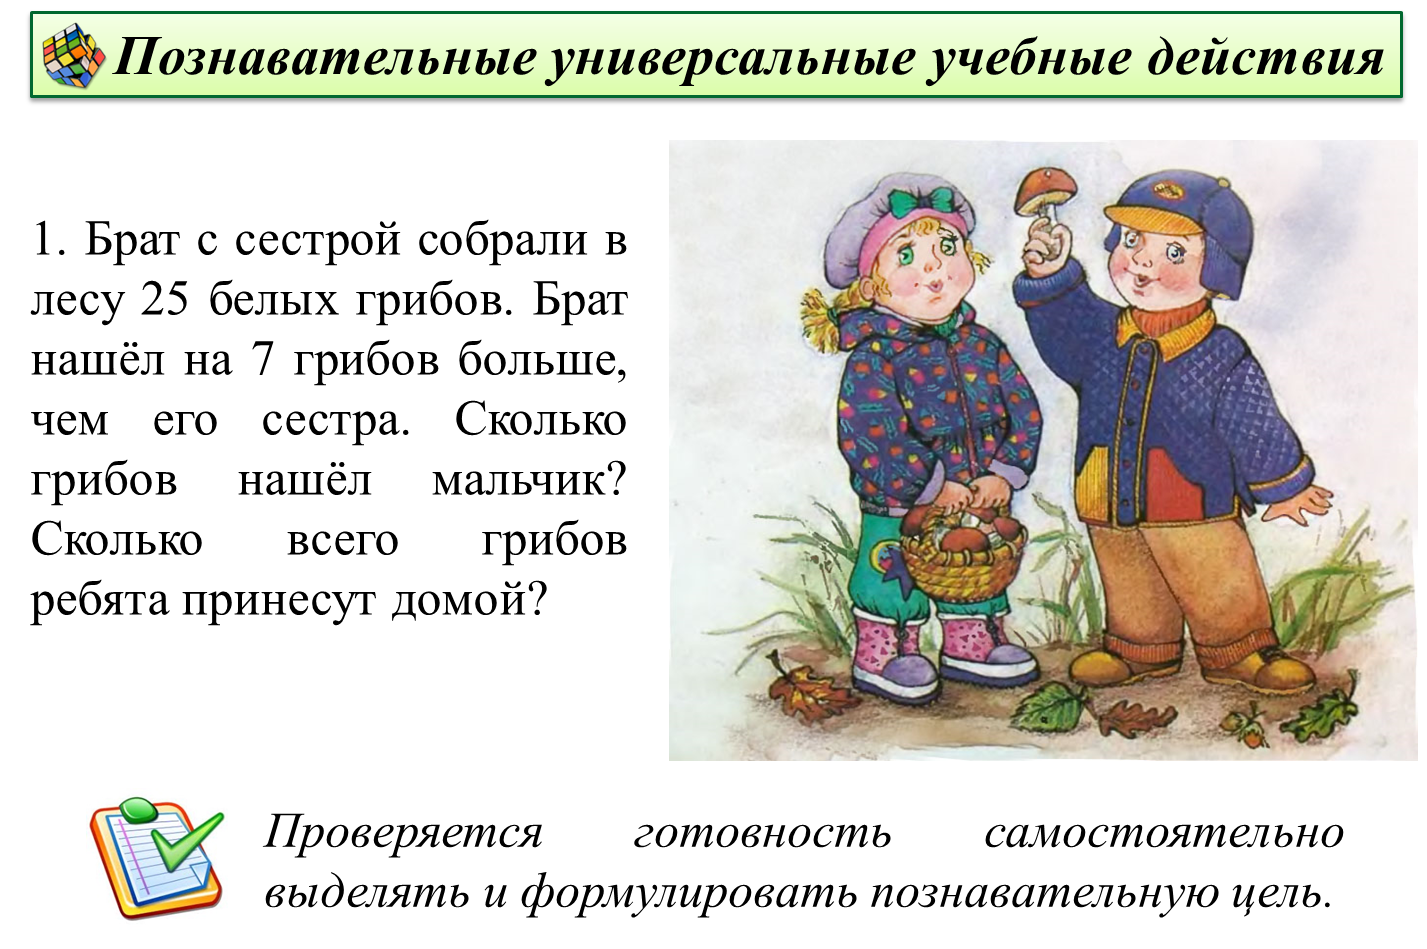 Познавательные универсальные учебные действия
1. Брат с сестрой собрали в
лесу 25 белых грибов. Брат
нашёл на 7 грибов больше,
чем его сестра. Сколько
грибов нашёл мальчик?
Сколько всего грибов
ребята принесут домой?
Проверяется готовность самостоятельно
выделять и формулировать познавательную цель.